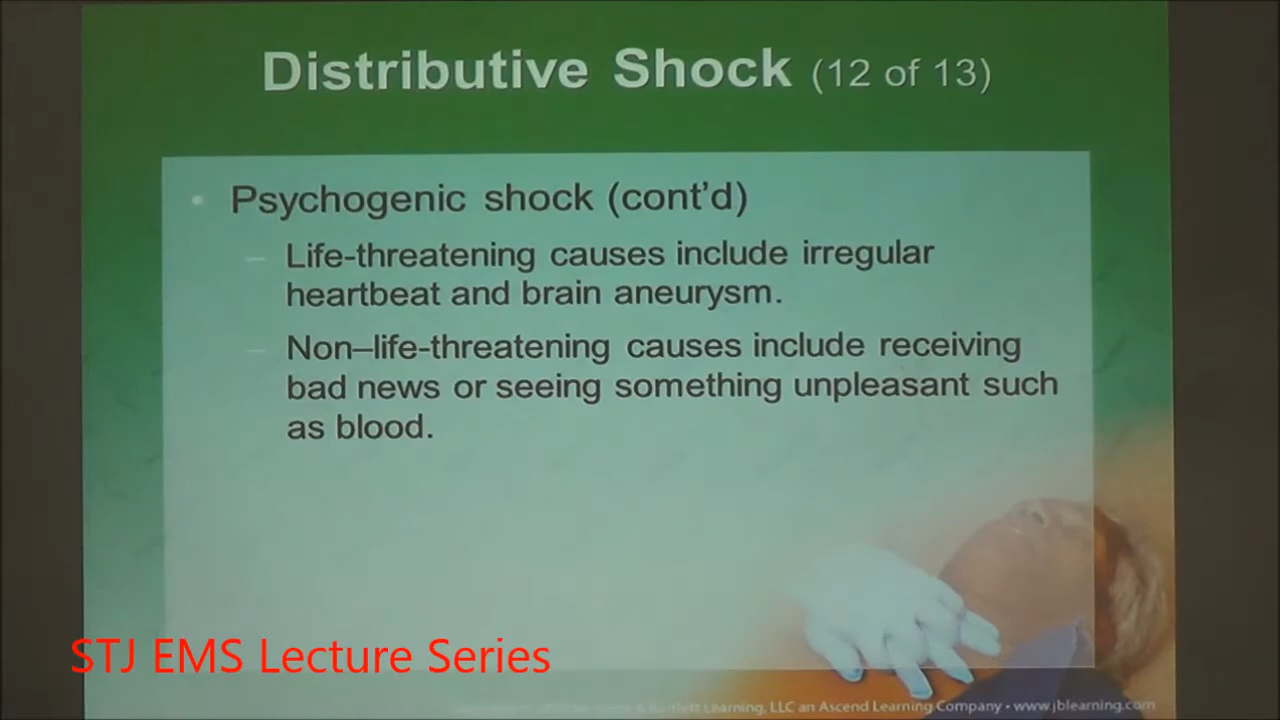 Distributive Shock (12 of 13)
• Psychogenic shock (cont’d)
– Life-threatening causes include irregular
heartbeat and brain aneurysm.
– Non–life-threatening causes include receiving
bad news or seeing something unpleasant such
as blood.
STJ EMS Lecture Series
Learning, LLC an Ascend Learning Company • www.jblearning.com